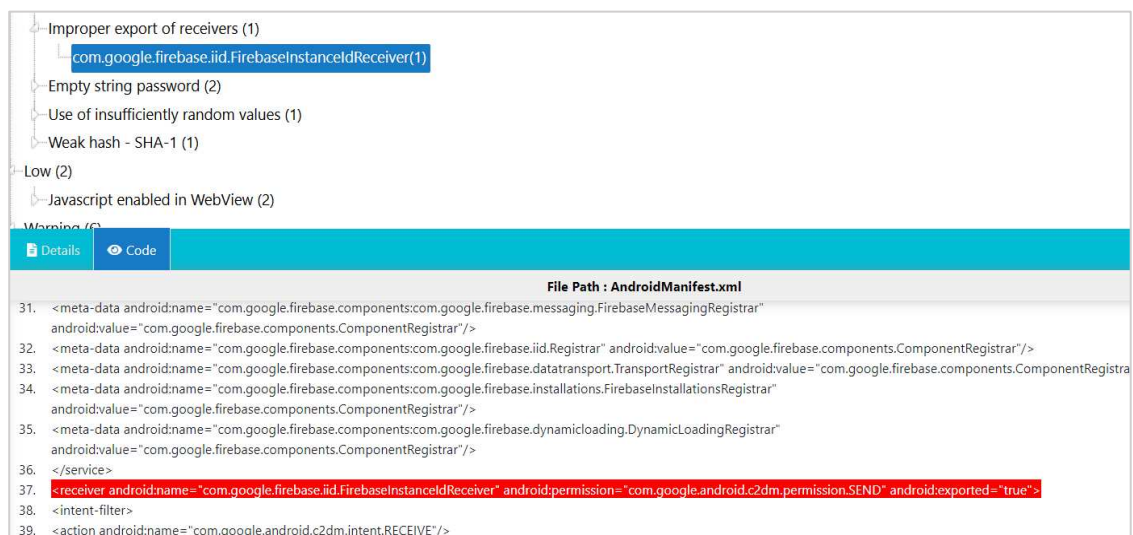 Improper export of receivers (1)
com.google.firebase.iid.FirebaseInstanceIdReceiver(1)
Empty string password (2)
Use of insufficiently random values (1)
Weak hash - SHA-1 (1)
Low (2)
Javascript enabled in WebView (2)
Warning (6)
Details Code
File Path : AndroidManifest.xml
31. <meta-data android:name="com.google.firebase.components:com.google.firebase.messaging.FirebaseMessagingRegistrar"
android:value="com.google.firebase.components.ComponentRegistrar"/>
32. <meta-data android:name="com.google.firebase.components:com.google.firebase.iid.Registrar" android:value="com.google.firebase.components.ComponentRegistrar"/>
33. <meta-data android:name="com.google.firebase.components:com.google.firebase.datatransport.TransportRegistrar" android:value="com.google.firebase.components.ComponentRegistra
34. <meta-data android:name="com.google.firebase.components:com.google.firebase.installations.FirebaseInstallationsRegistrar"
android:value="com.google.firebase.components.ComponentRegistrar"/>
35. <meta-data android:name="com.google.firebase.components:com.google.firebase.dynamicloading.DynamicLoadingRegistrar"
android:value="com.google.firebase.components.ComponentRegistrar"/>
36. </service>
37. <receiver android:name="com.google.firebase.iid.FirebaseInstanceIdReceiver" android:permission="com.google.android.c2dm.permission.SEND" android:exported="true">
38. <intent-filter>
39. <action android:name="com.google.android.c2dm.intent.RECEIVE"/>